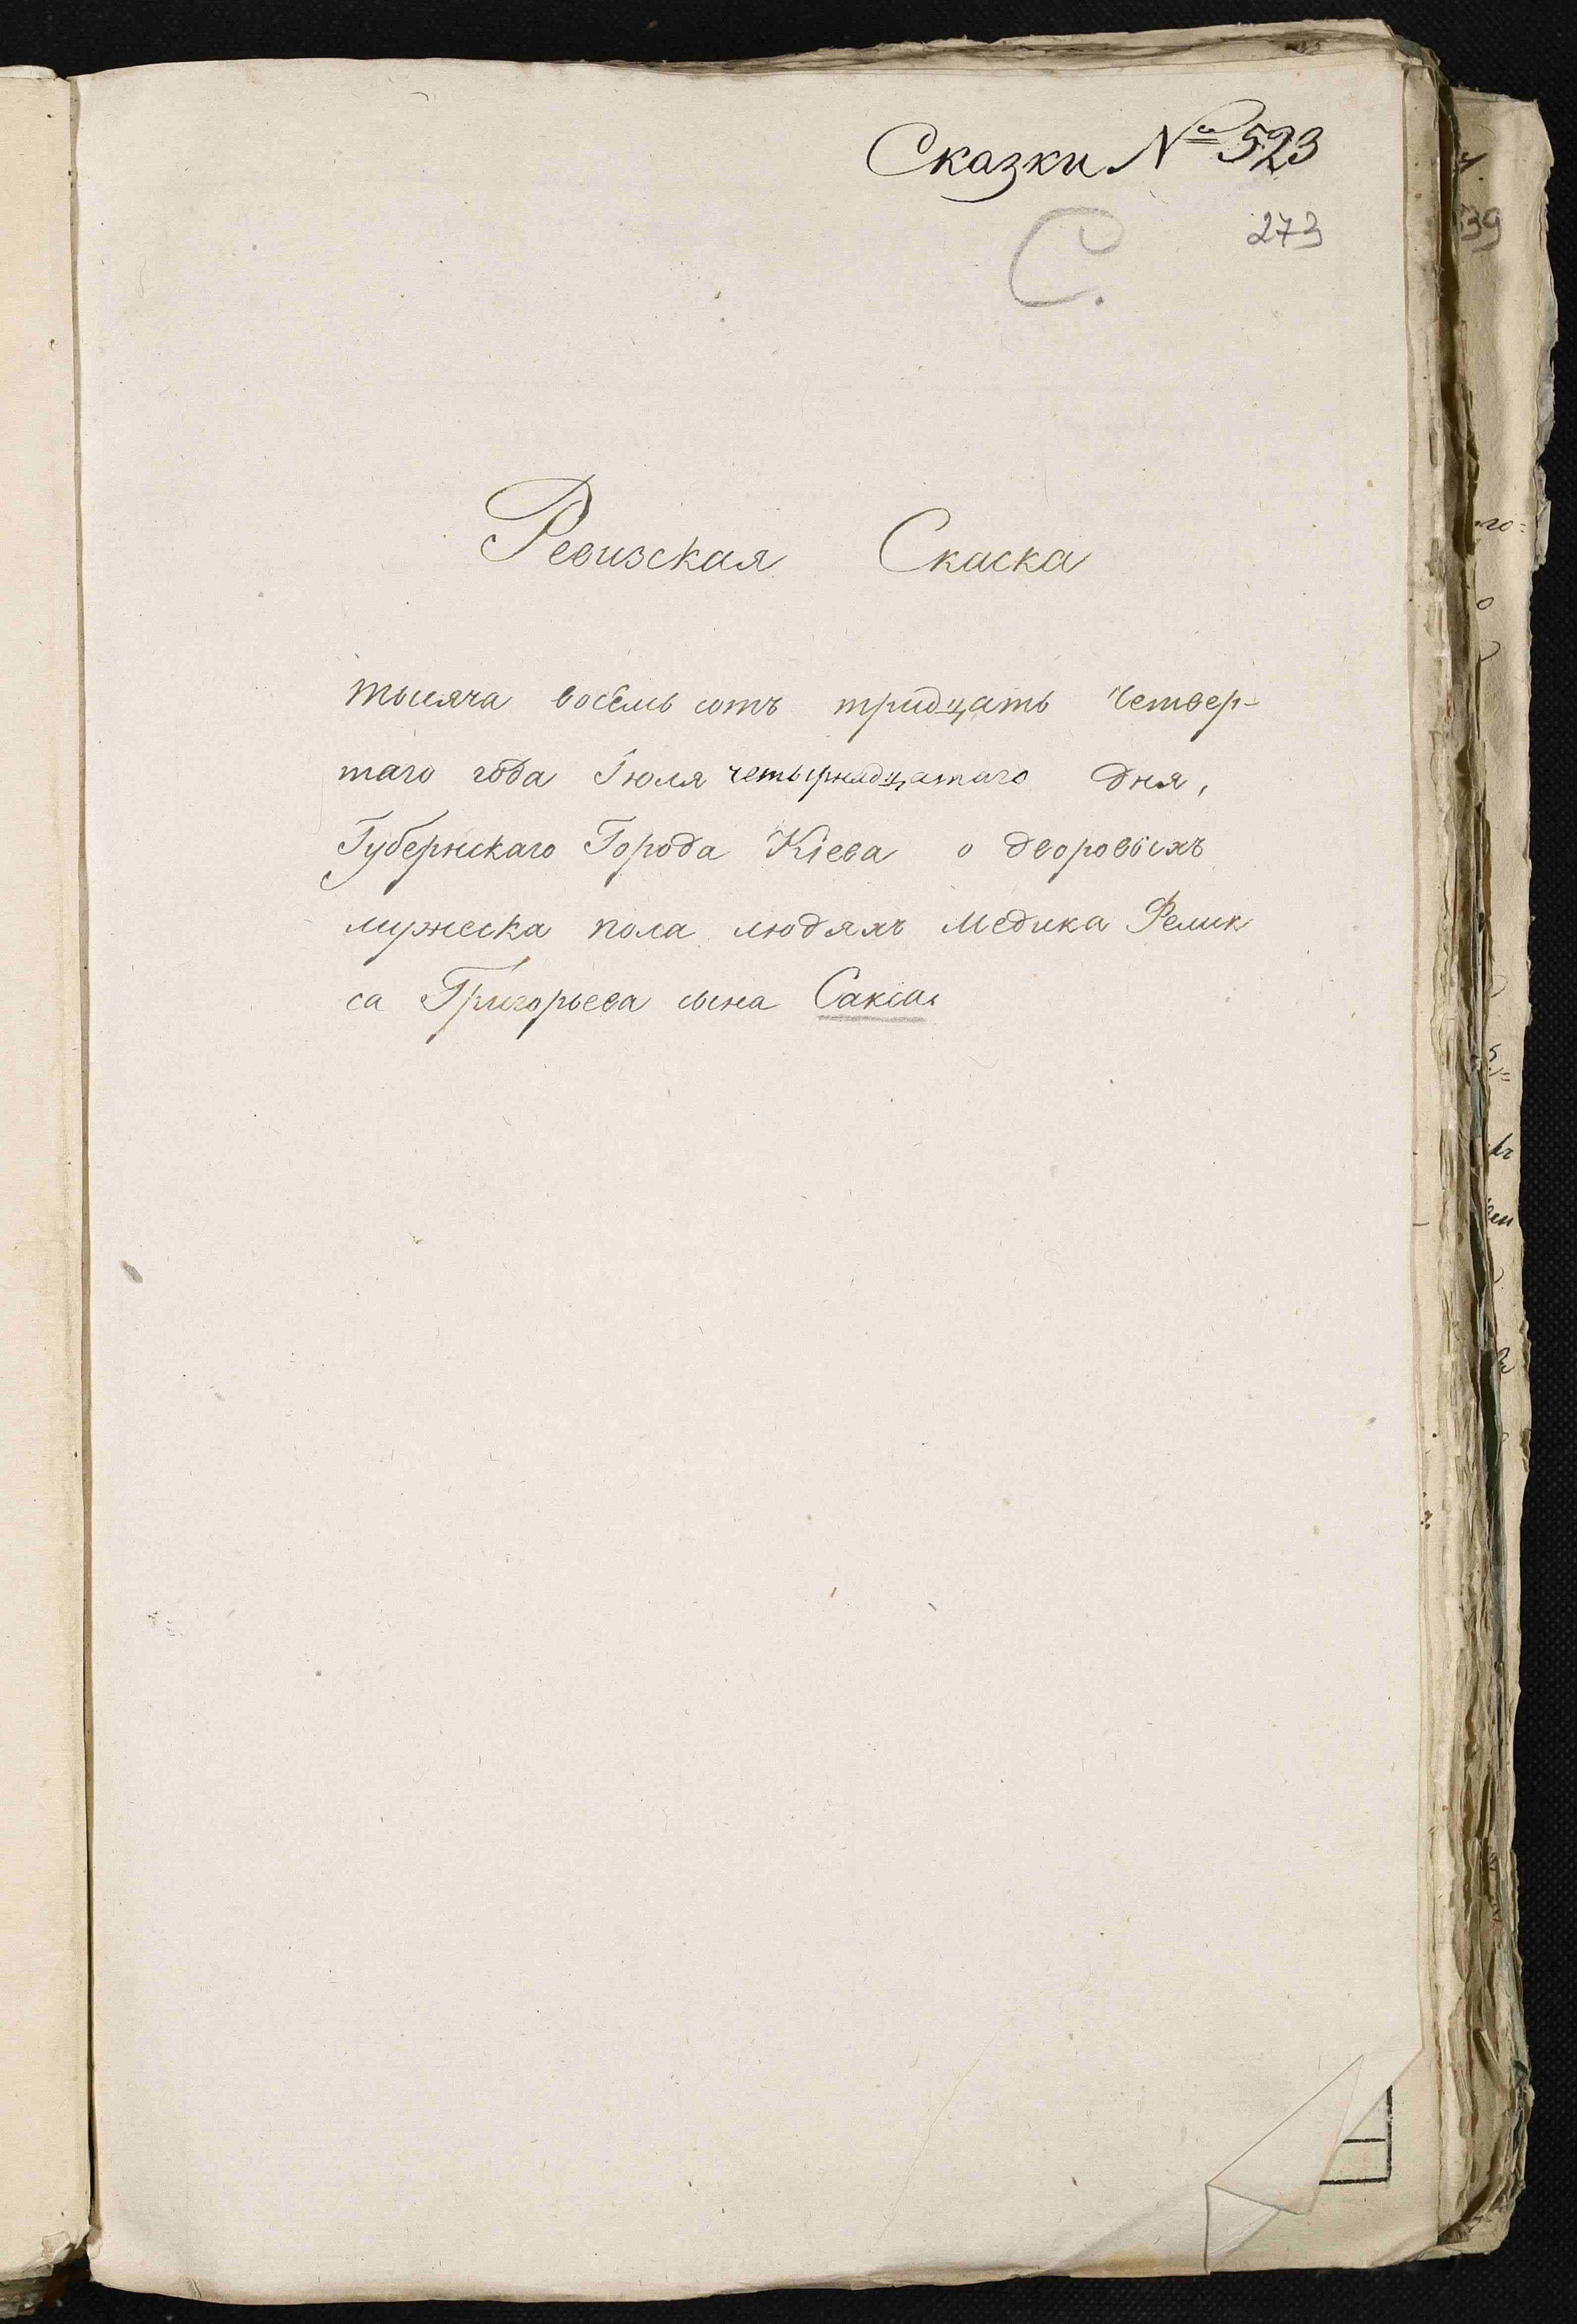 Сказки № 523
273
С.
Ревизская Скаска
тысяча восемь сотъ тридцать четвер-
таго года Іюля четырнадцатаго дня,
Губернскаго Города Кіева о дворовыхъ
мужеска пола людяхъ Медика Феликс
са Григорьева сына Сакса